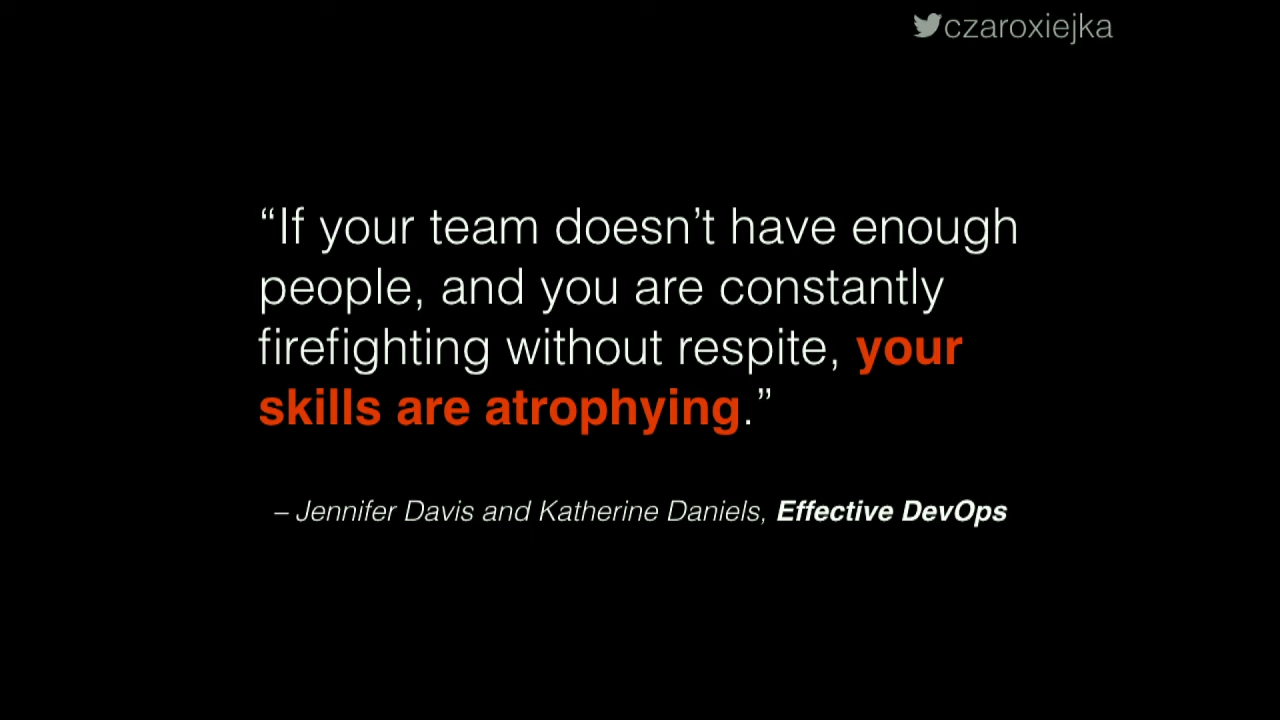 czaroxiejka
“If your team doesn’t have enough
people, and you are constantly
firefighting without respite, your
skills are atrophying.”
– Jennifer Davis and Katherine Daniels, Effective DevOps